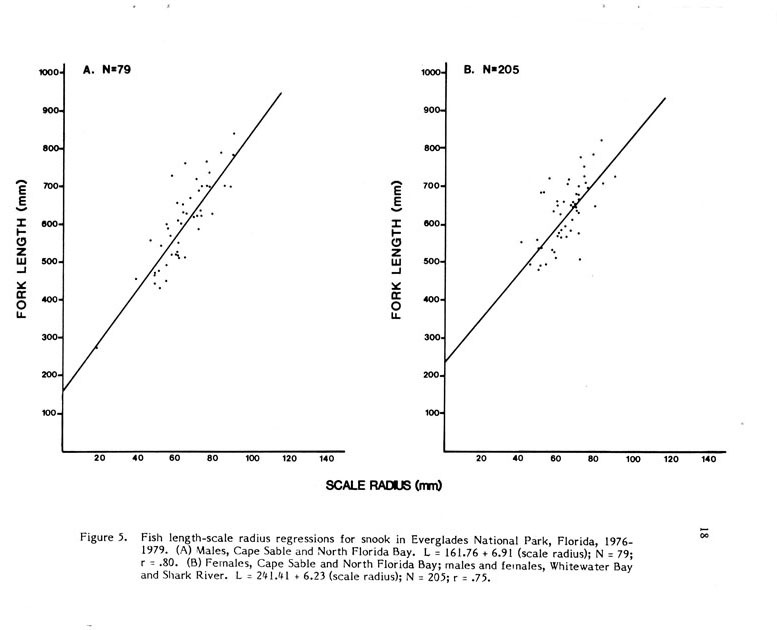 A. N=79
B. N=205
1000
900
800
700
600
500
400
300
200
100
FORK LENGTH (mm)
20 40 60 80 100 120 140
1000
900
800
700
600
500
400
300
200
100
FORK LENGTH (mm)
20 40 60 80 100 120 140
SCALE RADIUS (mm)
Figure 5. Fish length-scale radius regressions for snook in Everglades National Park, Florida, 1976-
1979. (A) Males, Cape Sable and North Florida Bay. L = 161.76 + 6.91 (scale radius); N = 79;
r = .80. (B) Females, Cape Sable and North Florida Bay; males and females, Whitewater Bay
and Shark River. L = 241.41 + 6.23 (scale radius); N = 205; r = .75.
18